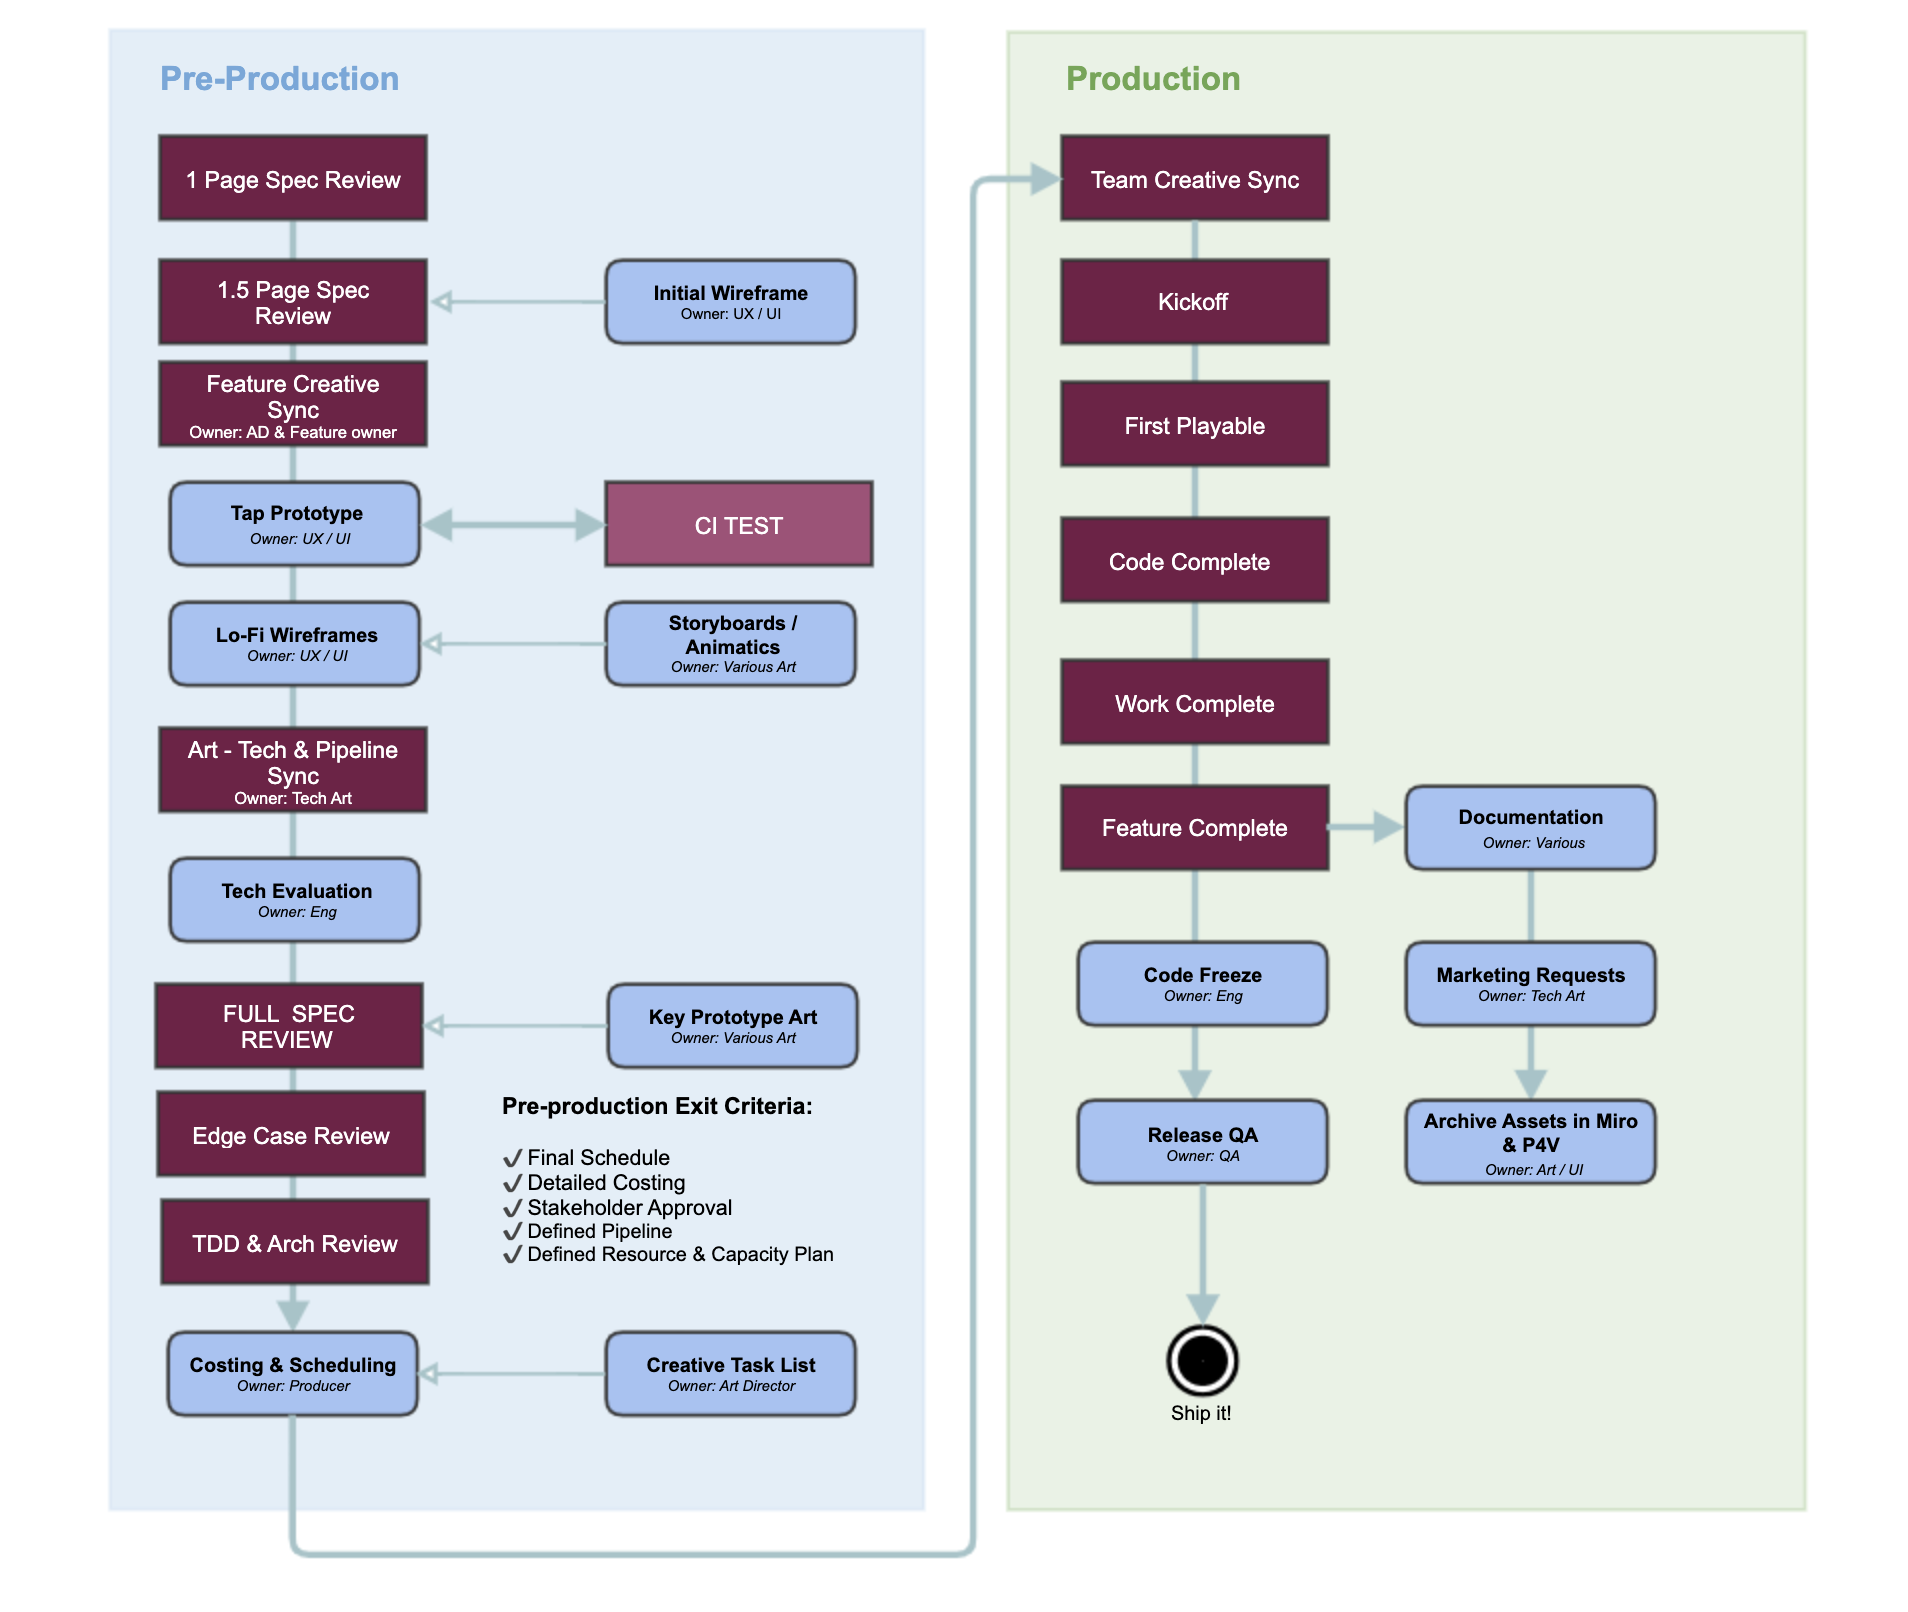 Pre-Production
1 Page Spec Review
1.5 Page Spec
Review
Initial Wireframe
Owner: UX / UI
Feature Creative
Sync
Owner: AD & Feature owner
Tap Prototype
Owner: UX / UI
CI TEST
Lo-Fi Wireframes
Owner: UX / UI
Storyboards /
Animatics
Owner: Various Art
Art - Tech & Pipeline
Sync
Owner: Tech Art
Tech Evaluation
Owner: Eng
FULL  SPEC
REVIEW
Key Prototype Art
Owner: Various Art
Edge Case Review
TDD & Arch Review
Pre-production Exit Criteria:
✔ Final Schedule
✔ Detailed Costing
✔ Stakeholder Approval
✔ Defined Pipeline
✔ Defined Resource & Capacity Plan
Costing & Scheduling
Owner: Producer
Creative Task List
Owner: Art Director
Production
Team Creative Sync
Kickoff
First Playable
Code Complete
Work Complete
Feature Complete
Documentation
Owner: Various
Code Freeze
Owner: Eng
Marketing Requests
Owner: Tech Art
Release QA
Owner: QA
Archive Assets in Miro
& P4V
Owner: Art / UI
Ship it!